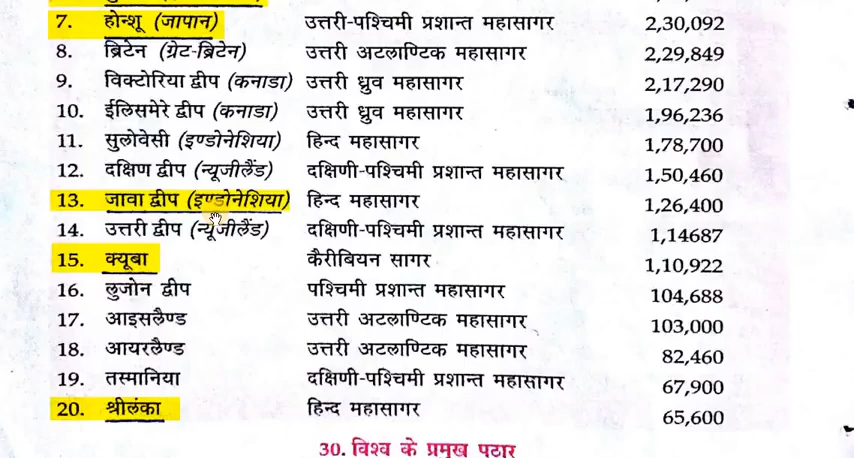 7. होन्शू (जापान) उत्तरी-पश्चिमी प्रशान्त महासागर 2,30,092
8. ब्रिटेन (ग्रेट-ब्रिटेन) उत्तरी अटलाण्टिक महासागर 2,29,849
9. विक्टोरिया द्वीप (कनाडा) उत्तरी ध्रुव महासागर 2,17,290
10. ईलिसमेरे द्वीप (कनाडा) उत्तरी ध्रुव महासागर 1,96,236
11. सुलोवेसी (इण्डोनेशिया) हिन्द महासागर 1,78,700
12. दक्षिण द्वीप (न्यूजीलैंड) दक्षिणी-पश्चिमी प्रशान्त महासागर 1,50,460
13. जावा द्वीप (इण्डोनेशिया) हिन्द महासागर 1,26,400
14. उत्तरी द्वीप (न्यूजीलैंड) दक्षिणी-पश्चिमी प्रशान्त महासागर 1,14687
15. क्यूबा कैरीबियन सागर 1,10,922
16. लुजोन द्वीप पश्चिमी प्रशान्त महासागर 104,688
17. आइसलैण्ड उत्तरी अटलाण्टिक महासागर 103,000
18. आयरलैण्ड उत्तरी अटलाण्टिक महासागर 82,460
19. तस्मानिया दक्षिणी-पश्चिमी प्रशान्त महासागर 67,900
20. श्रीलंका हिन्द महासागर 65,600
30. विश्व के प्रमुख पठार